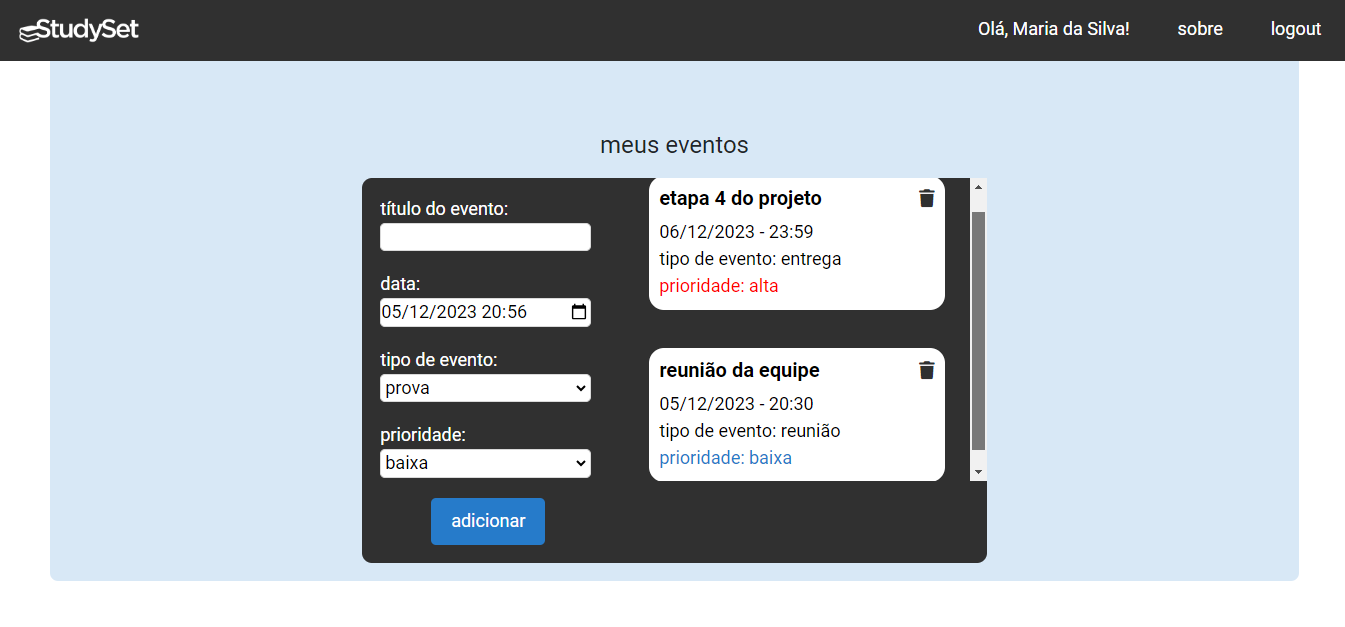 StudySet
Olá, Maria da Silva!
sobre
logout
meus eventos
título do evento:
data:
05/12/2023 20:56
tipo de evento:
prova
prioridade:
baixa
adicionar
etapa 4 do projeto
06/12/2023 - 23:59
tipo de evento: entrega
prioridade: alta
reunião da equipe
05/12/2023 - 20:30
tipo de evento: reunião
prioridade: baixa